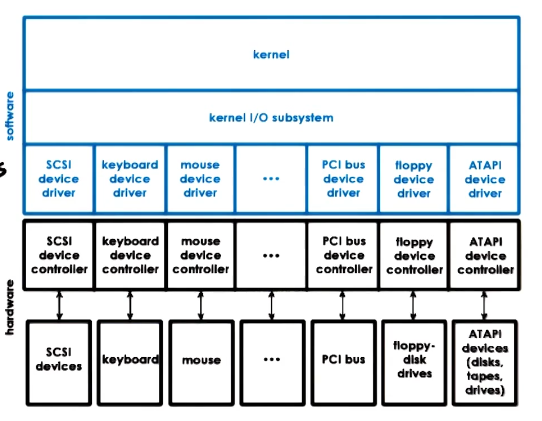 kernel
kernel I/O subsystem
software
SCSI device driver
keyboard device driver
mouse device driver
...
PCI bus device driver
floppy device driver
ATAPI device driver
SCSI device controller
keyboard device controller
mouse device controller
...
PCI bus device controller
floppy device controller
ATAPI device controller
hardware
SCSI devices
keyboard
mouse
...
PCI bus
floppy-disk drives
ATAPI devices (disks, tapes, drives)